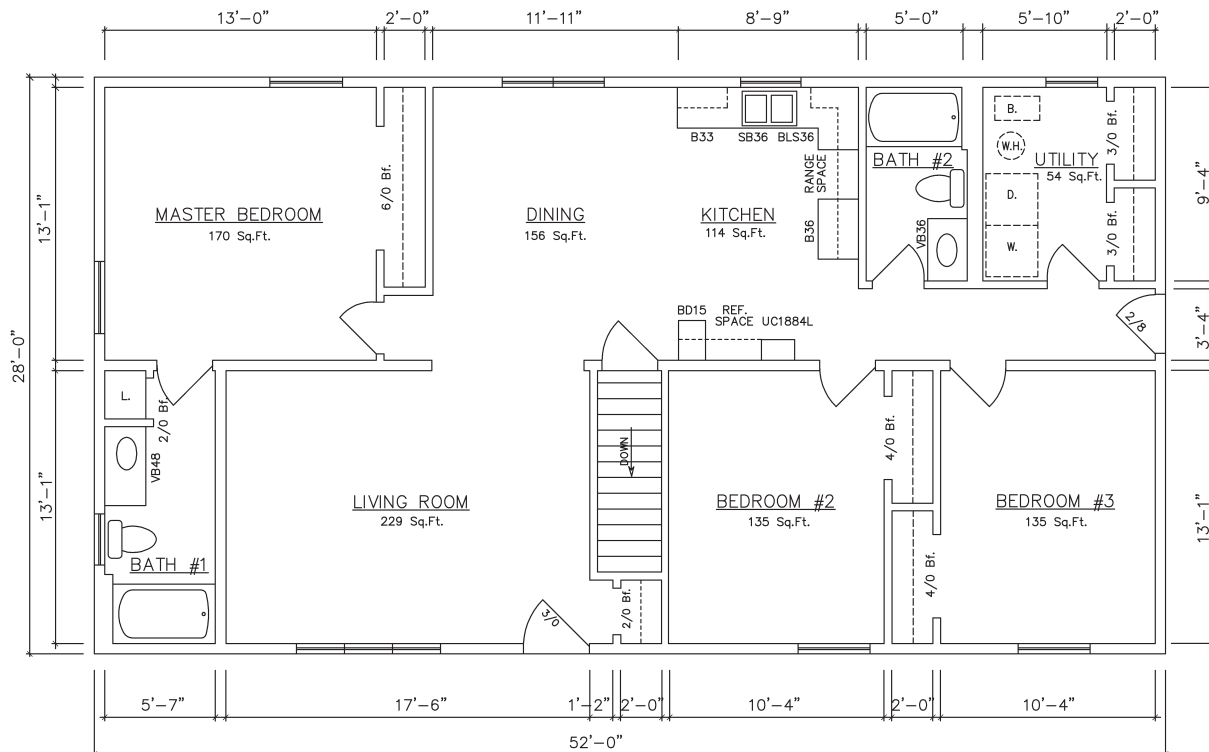 13’-0” 2’-0” 11’-11” 8’-9” 5’-0” 5’-10” 2’-0”
B.
B33 SB36 BLS36
W.H.
3/0 Bf.
RANGE SPACE
BATH #2
UTILITY
54 Sq.Ft.
9’-4”
D.
6/0 Bf.
13’-1”
MASTER BEDROOM
170 Sq.Ft.
DINING
156 Sq.Ft.
KITCHEN
114 Sq.Ft.
B36
VB36
W.
3/0 Bf.
BD15 REF.
SPACE UC1884L
2/8
3’-4”
28’-0”
L.
2/0 Bf.
VB48
DOWN
4/0 Bf.
13’-1”
LIVING ROOM
229 Sq.Ft.
BEDROOM #2
135 Sq.Ft.
BEDROOM #3
135 Sq.Ft.
13’-1”
BATH #1
4/0 Bf.
3/0
2/0 Bf.
5’-7” 17’-6” 1’-2” 2’-0” 10’-4” 2’-0” 10’-4”
52’-0”